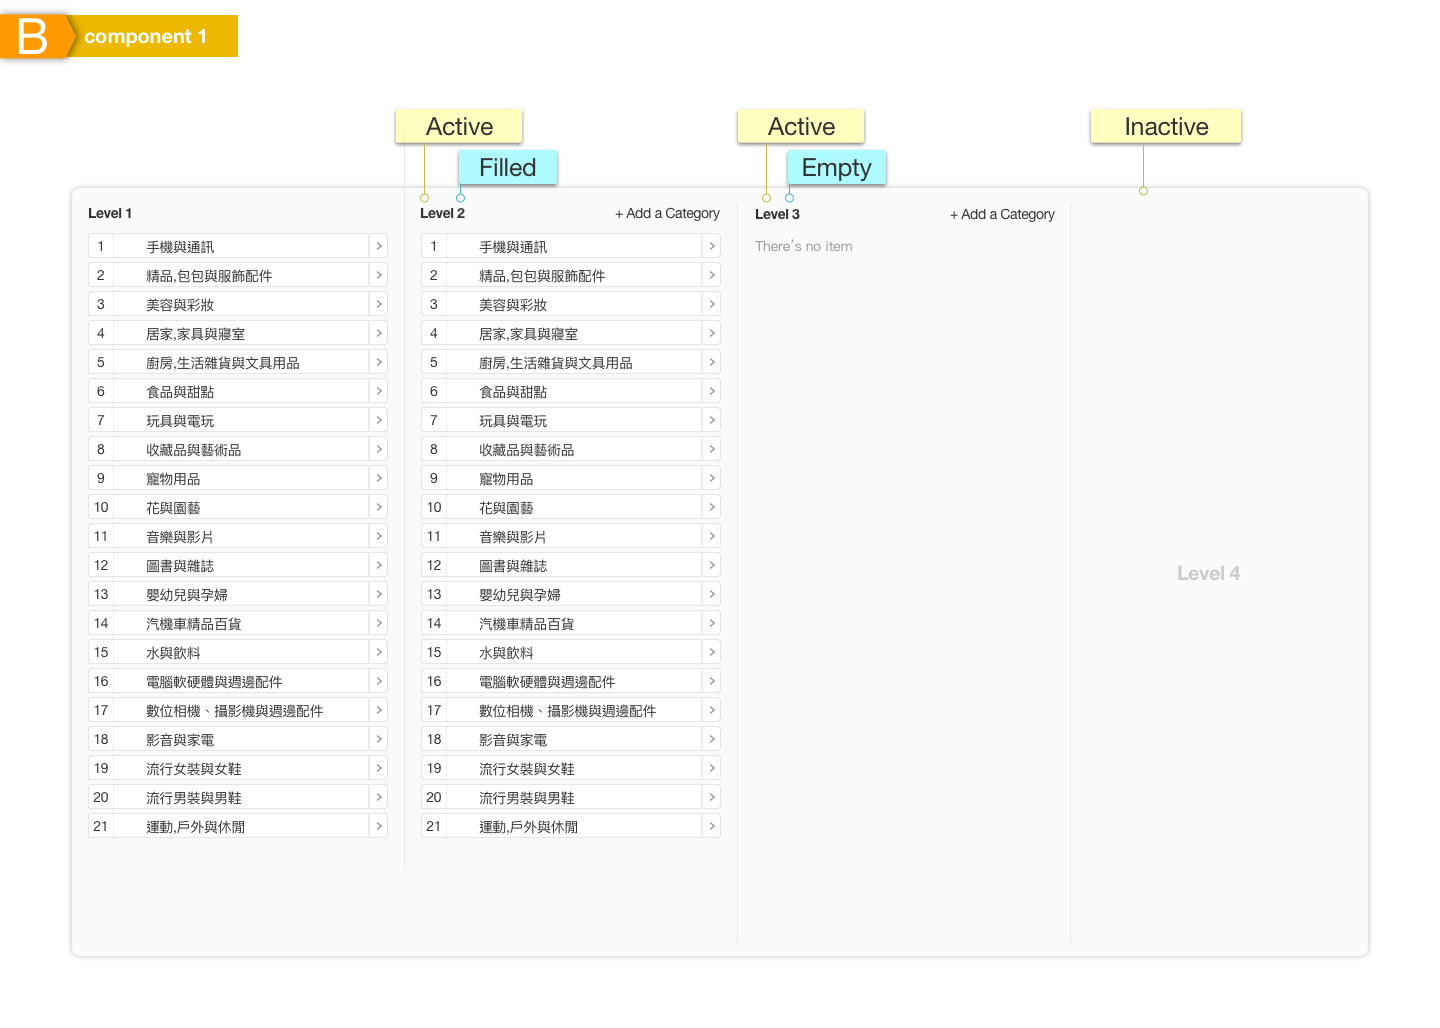 B component 1
Active
Active
Inactive
Filled
Empty
Level 1
1 手機與通訊
2 精品,包包與服飾配件
3 美容與彩妝
4 居家,家具與寢室
5 廚房,生活雜貨與文具用品
6 食品與甜點
7 玩具與電玩
8 收藏品與藝術品
9 寵物用品
10 花與園藝
11 音樂與影片
12 圖書與雜誌
13 嬰幼兒與孕婦
14 汽機車精品百貨
15 水與飲料
16 電腦軟硬體與週邊配件
17 數位相機、攝影機與週邊配件
18 影音與家電
19 流行女裝與女鞋
20 流行男裝與男鞋
21 運動,戶外與休閒
Level 2 + Add a Category
1 手機與通訊
2 精品,包包與服飾配件
3 美容與彩妝
4 居家,家具與寢室
5 廚房,生活雜貨與文具用品
6 食品與甜點
7 玩具與電玩
8 收藏品與藝術品
9 寵物用品
10 花與園藝
11 音樂與影片
12 圖書與雜誌
13 嬰幼兒與孕婦
14 汽機車精品百貨
15 水與飲料
16 電腦軟硬體與週邊配件
17 數位相機、攝影機與週邊配件
18 影音與家電
19 流行女裝與女鞋
20 流行男裝與男鞋
21 運動,戶外與休閒
Level 3 + Add a Category
There's no item
Level 4